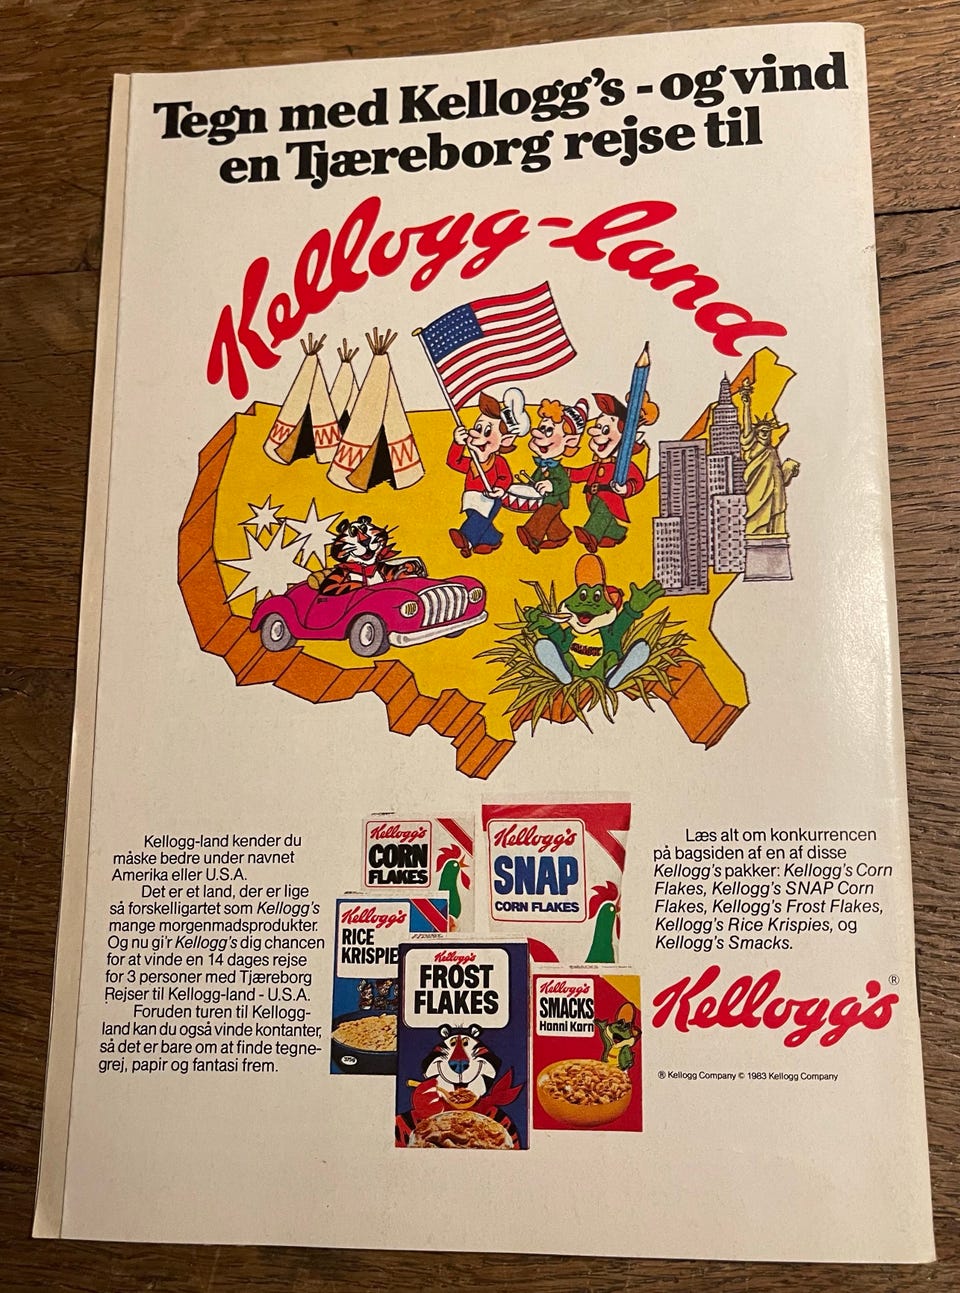 Tegn med Kellogg's - og vind
en Tjæreborg rejse til
Kellogg-land
Kellogg-land kender du
måske bedre under navnet
Amerika eller U.S.A.
Det er et land, der er lige
så forskelligartet som Kellogg's
mange morgenmadsprodukter.
Og nu gi'r Kellogg's dig chancen
for at vinde en 14 dages rejse
for 3 personer med Tjæreborg
Rejser til Kellogg-land - U.S.A.
Foruden turen til Kellogg-
land kan du også vinde kontanter,
så det er bare om at finde tegne-
grej, papir og fantasi frem.
Kellogg's
CORN
FLAKES
Kellogg's
SNAP
CORN FLAKES
Kellogg's
RICE
KRISPIE
Kellogg's
FROST
FLAKES
Kellogg's
SMACKS
Honni Korn
Læs alt om konkurrencen
på bagsiden af en af disse
Kellogg's pakker: Kellogg's Corn
Flakes, Kellogg's SNAP Corn
Flakes, Kellogg's Frost Flakes,
Kellogg's Rice Krispies, og
Kellogg's Smacks.
Kellogg's ®
® Kellogg Company © 1983 Kellogg Company